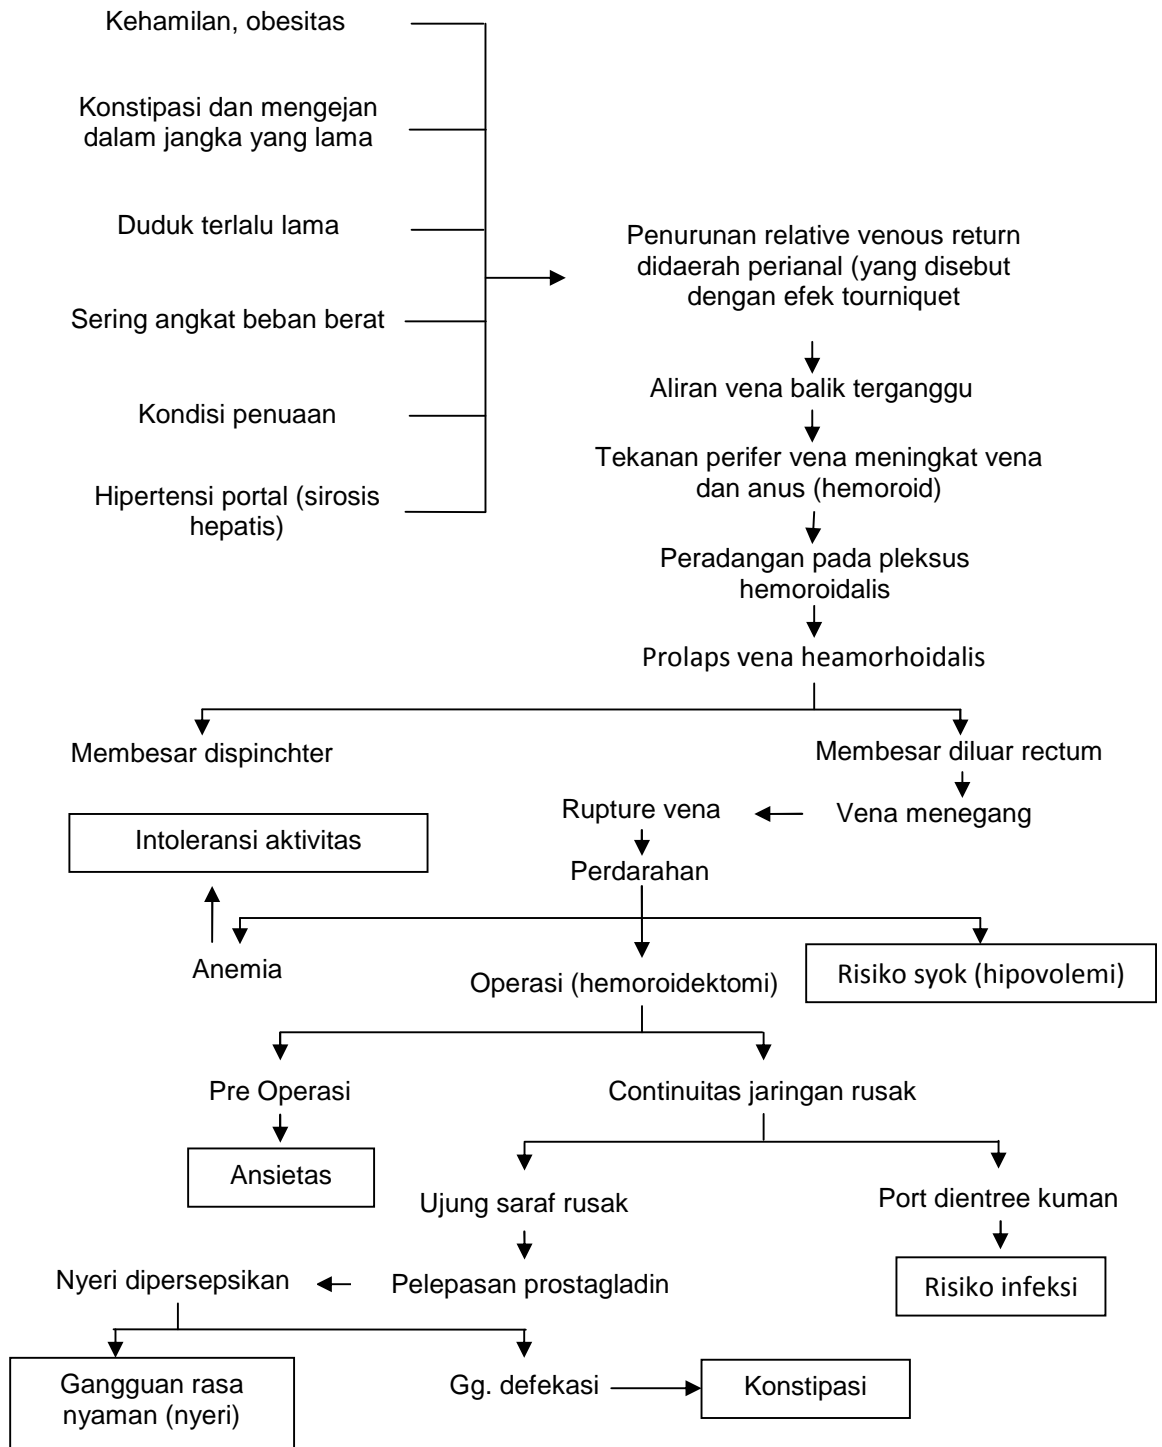 Kehamilan, obesitas
Konstipasi dan mengejan
dalam jangka yang lama
Duduk terlalu lama
Sering angkat beban berat
Kondisi penuaan
Hipertensi portal (sirosis
hepatis)
Penurunan relative venous return
didaerah perianal (yang disebut
dengan efek tourniquet
Aliran vena balik terganggu
Tekanan perifer vena meningkat vena
dan anus (hemoroid)
Peradangan pada pleksus
hemoroidalis
Prolaps vena heamorhoidalis
Membesar dispinchter
Membesar diluar rectum
Rupture vena
Vena menegang
Intoleransi aktivitas
Perdarahan
Anemia
Operasi (hemoroidektomi)
Risiko syok (hipovolemi)
Pre Operasi
Continuitas jaringan rusak
Ansietas
Ujung saraf rusak
Port dientree kuman
Nyeri dipersepsikan
Pelepasan prostagladin
Risiko infeksi
Gangguan rasa
nyaman (nyeri)
Gg. defekasi
Konstipasi